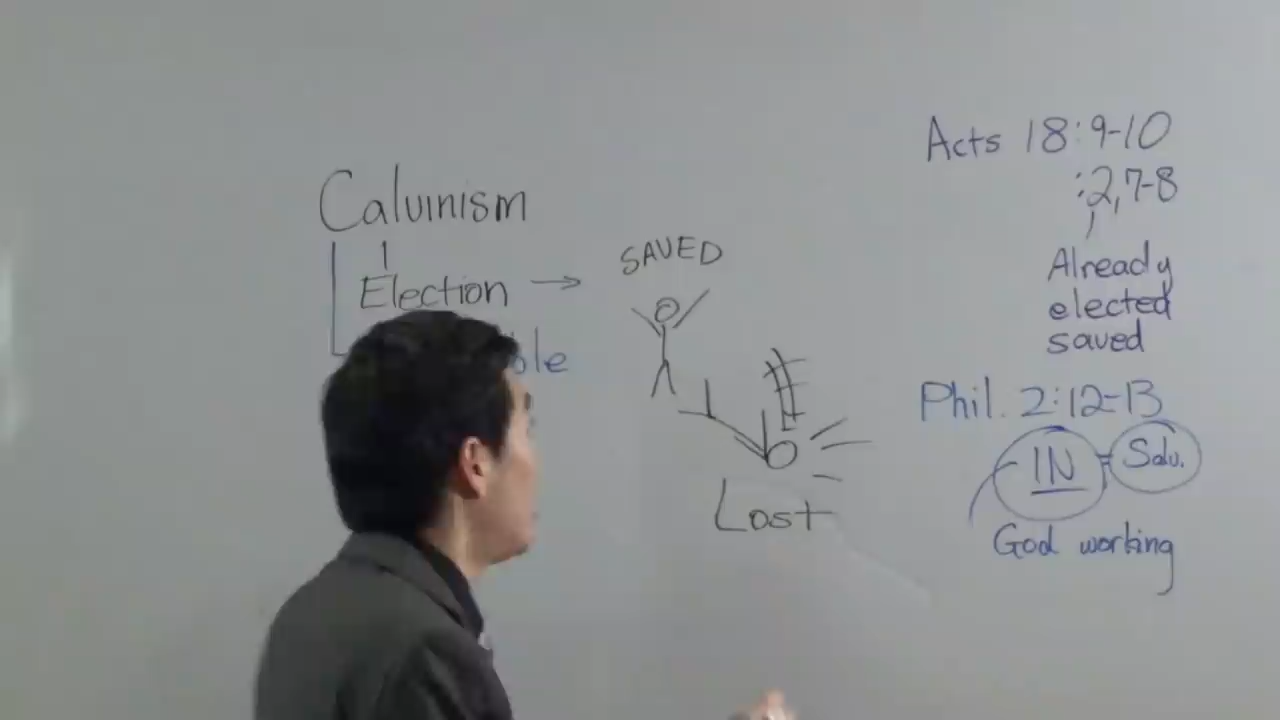 Calvinism
Election →
SAVED
Lost
Acts 18:9-10
:2,7-8
Already
elected
saved
Phil. 2:12-13
IN = Salv.
God working